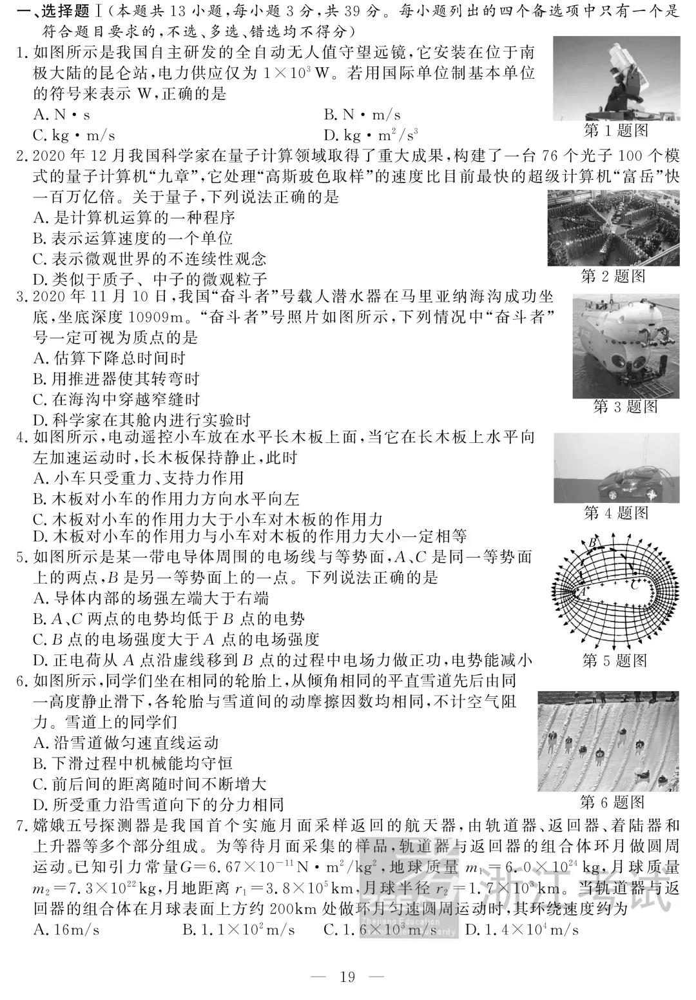 一、选择题Ⅰ(本题共 13 小题,每小题 3 分,共 39 分。每小题列出的四个备选项中只有一个是
符合题目要求的,不选、多选、错选均不得分)
1. 如图所示是我国自主研发的全自动无人值守望远镜,它安装在位于南
极大陆的昆仑站,电力供应仅为 1×10³ W。若用国际单位制基本单位
的符号来表示 W,正确的是
A. N·s B. N·m/s
C. kg·m/s D. kg·m²/s³
第 1 题图
2. 2020 年 12 月我国科学家在量子计算领域取得了重大成果,构建了一台 76 个光子 100 个模
式的量子计算机“九章”,它处理“高斯玻色取样”的速度比目前最快的超级计算机“富岳”快
一百万亿倍。关于量子,下列说法正确的是
A. 是计算机运算的一种程序
B. 表示运算速度的一个单位
C. 表示微观世界的不连续性观念
D. 类似于质子、中子的微观粒子
第 2 题图
3. 2020 年 11 月 10 日,我国“奋斗者”号载人潜水器在马里亚纳海沟成功坐
底,坐底深度 10909m。“奋斗者”号照片如图所示,下列情况中“奋斗者”
号一定可视为质点的是
A. 估算下降总时间时
B. 用推进器使其转弯时
C. 在海沟中穿越窄缝时
D. 科学家在其舱内进行实验时
第 3 题图
4. 如图所示,电动遥控小车放在水平长木板上面,当它在长木板上水平向
左加速运动时,长木板保持静止,此时
A. 小车只受重力、支持力作用
B. 木板对小车的作用力方向水平向左
C. 木板对小车的作用力大于小车对木板的作用力
D. 木板对小车的作用力与小车对木板的作用力大小一定相等
第 4 题图
5. 如图所示是某一带电导体周围的电场线与等势面,A、C 是同一等势面
上的两点,B 是另一等势面上的一点。下列说法正确的是
A. 导体内部的场强左端大于右端
B. A、C 两点的电势均低于 B 点的电势
C. B 点的电场强度大于 A 点的电场强度
D. 正电荷从 A 点沿虚线移到 B 点的过程中电场力做正功,电势能减小
B
A
C
第 5 题图
6. 如图所示,同学们坐在相同的轮胎上,从倾角相同的平直雪道先后由同
一高度静止滑下,各轮胎与雪道间的动摩擦因数均相同,不计空气阻
力。雪道上的同学们
A. 沿雪道做匀速直线运动
B. 下滑过程中机械能均守恒
C. 前后间的距离随时间不断增大
D. 所受重力沿雪道向下的分力相同
第 6 题图
7. 嫦娥五号探测器是我国首个实施月面采样返回的航天器,由轨道器、返回器、着陆器和
上升器等多个部分组成。为等待月面采集的样品,轨道器与返回器的组合体环月做圆周
运动。已知引力常量G=6.67×10⁻¹¹N·m²/kg²,地球质量 m₁=6.0×10²⁴ kg,月球质量
m₂=7.3×10²²kg,月地距离 r₁=3.8×10⁵km,月球半径 r₂=1.7×10³km。当轨道器与返
回器的组合体在月球表面上方约 200km 处做环月匀速圆周运动时,其环绕速度约为
A. 16m/s B. 1.1×10²m/s C. 1.6×10³m/s D. 1.4×10⁴m/s
浙江考试
— 19 —